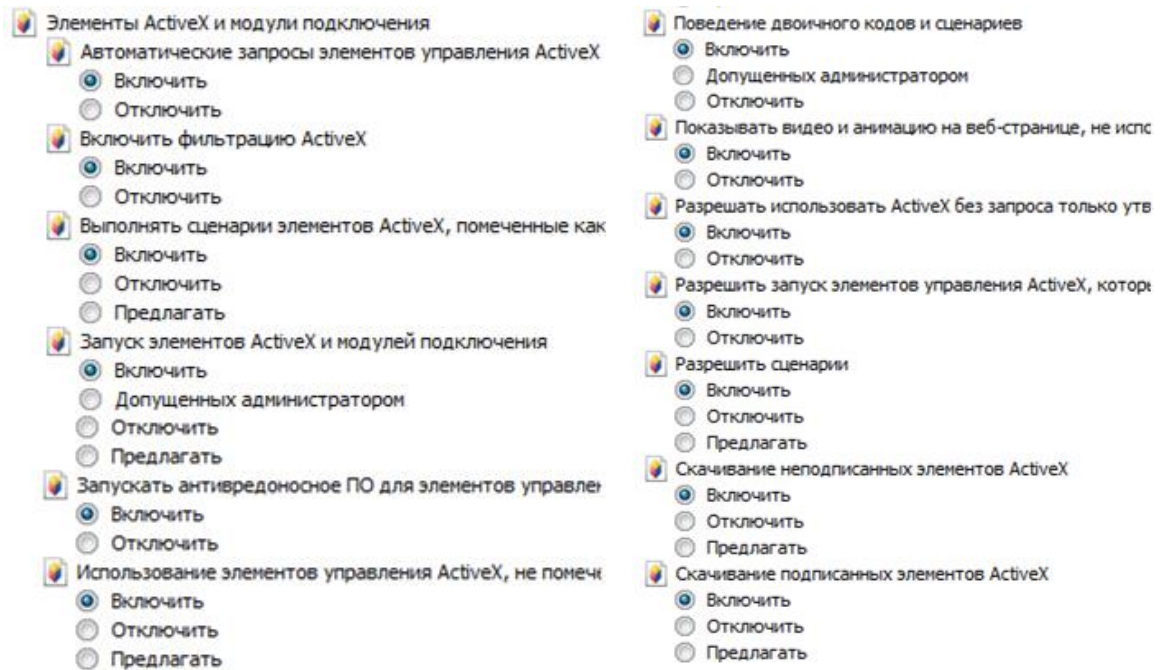 Элементы ActiveX и модули подключения
Автоматические запросы элементов управления ActiveX
Включить
Отключить
Включить фильтрацию ActiveX
Включить
Отключить
Выполнять сценарии элементов ActiveX, помеченные как
Включить
Отключить
Предлагать
Запуск элементов ActiveX и модулей подключения
Включить
Допущенных администратором
Отключить
Предлагать
Запускать антивредоносное ПО для элементов
Включить
Отключить
Использование элементов управления ActiveX, не
Включить
Отключить
Предлагать
Поведение двоичного кодов и сценариев
Включить
Допущенных администратором
Отключить
Показывать видео и анимацию на веб-странице, не
Включить
Отключить
Разрешать использовать ActiveX без запроса только
Включить
Отключить
Разрешить запуск элементов управления ActiveX,
Включить
Отключить
Разрешить сценарии
Включить
Отключить
Предлагать
Скачивание неподписанных элементов ActiveX
Включить
Отключить
Предлагать
Скачивание подписанных элементов ActiveX
Включить
Отключить
Предлагать